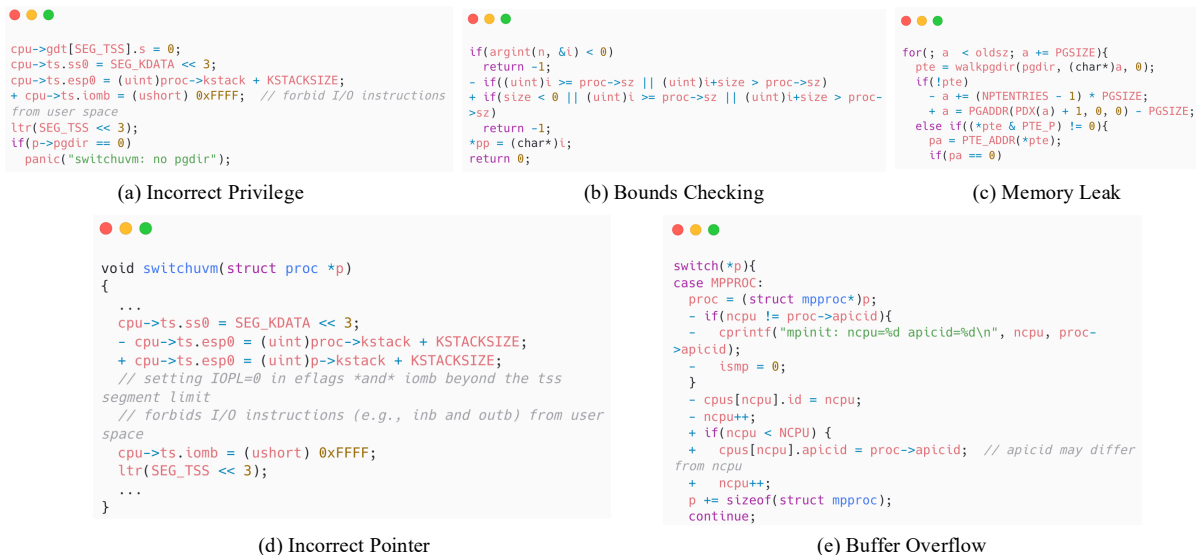 cpu->gdt[SEG_TSS].s = 0;
cpu->ts.ss0 = SEG_KDATA << 3;
cpu->ts.esp0 = (uint)proc->kstack + KSTACKSIZE;
+ cpu->ts.iomb = (ushort) 0xFFFF;  // forbid I/O instructions
from user space
ltr(SEG_TSS << 3);
if(p->pgdir == 0)
  panic("switchuvm: no pgdir");
(a) Incorrect Privilege
if(argint(n, &i) < 0)
  return -1;
- if((uint)i >= proc->sz || (uint)i+size > proc->sz)
+ if(size < 0 || (uint)i >= proc->sz || (uint)i+size > proc-
>sz)
  return -1;
*pp = (char*)i;
return 0;
(b) Bounds Checking
for(; a  < oldsz; a += PGSIZE){
  pte = walkpgdir(pgdir, (char*)a, 0);
  if(!pte)
    - a += (NPTENTRIES - 1) * PGSIZE;
    + a = PGADDR(PDX(a) + 1, 0, 0) - PGSIZE;
  else if((*pte & PTE_P) != 0){
    pa = PTE_ADDR(*pte);
    if(pa == 0)
(c) Memory Leak
void switchuvm(struct proc *p)
{
  ...
  cpu->ts.ss0 = SEG_KDATA << 3;
  - cpu->ts.esp0 = (uint)proc->kstack + KSTACKSIZE;
  + cpu->ts.esp0 = (uint)p->kstack + KSTACKSIZE;
  // setting IOPL=0 in eflags *and* iomb beyond the tss
segment limit
  // forbids I/O instructions (e.g., inb and outb) from user
space
  cpu->ts.iomb = (ushort) 0xFFFF;
  ltr(SEG_TSS << 3);
  ...
}
(d) Incorrect Pointer
switch(*p){
case MPPROC:
  proc = (struct mpproc*)p;
  - if(ncpu != proc->apicid){
  -   cprintf("mpinit: ncpu=%d apicid=%d\n", ncpu, proc-
>apicid);
  -   ismp = 0;
  }
  - cpus[ncpu].id = ncpu;
  - ncpu++;
  + if(ncpu < NCPU) {
  +   cpus[ncpu].apicid = proc->apicid;  // apicid may differ
from ncpu
  +   ncpu++;
  p += sizeof(struct mpproc);
  continue;
(e) Buffer Overflow